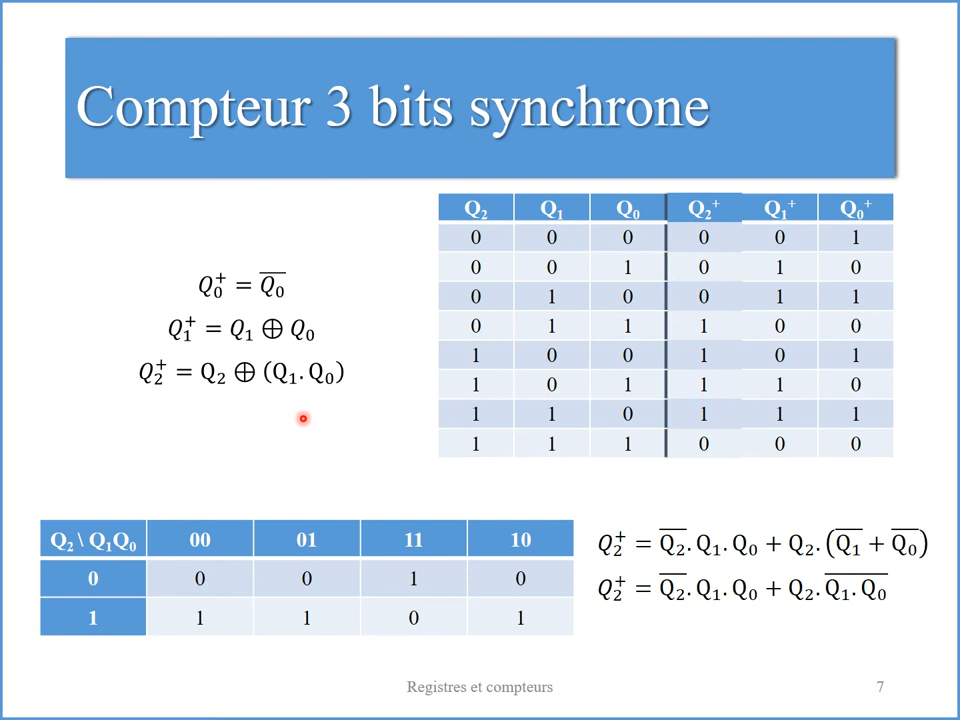 Compteur 3 bits synchrone
Q₀⁺ = Q̅₀̅
Q₁⁺ = Q₁ ⊕ Q₀
Q₂⁺ = Q₂ ⊕ (Q₁.Q₀)
Q₂ Q₁ Q₀ Q₂⁺ Q₁⁺ Q₀⁺
0 0 0 0 0 1
0 0 1 0 1 0
0 1 0 0 1 1
0 1 1 1 0 0
1 0 0 1 0 1
1 0 1 1 1 0
1 1 0 1 1 1
1 1 1 0 0 0
Q₂ \ Q₁Q₀ 00 01 11 10
0 0 0 1 0
1 1 1 0 1
Q₂⁺ = Q̅₂̅.Q₁.Q₀ + Q₂.(Q̅₁̅ + Q̅₀̅)
Q₂⁺ = Q̅₂̅.Q₁.Q₀ + Q₂.Q̅₁̅.̅Q̅₀̅
Registres et compteurs
7